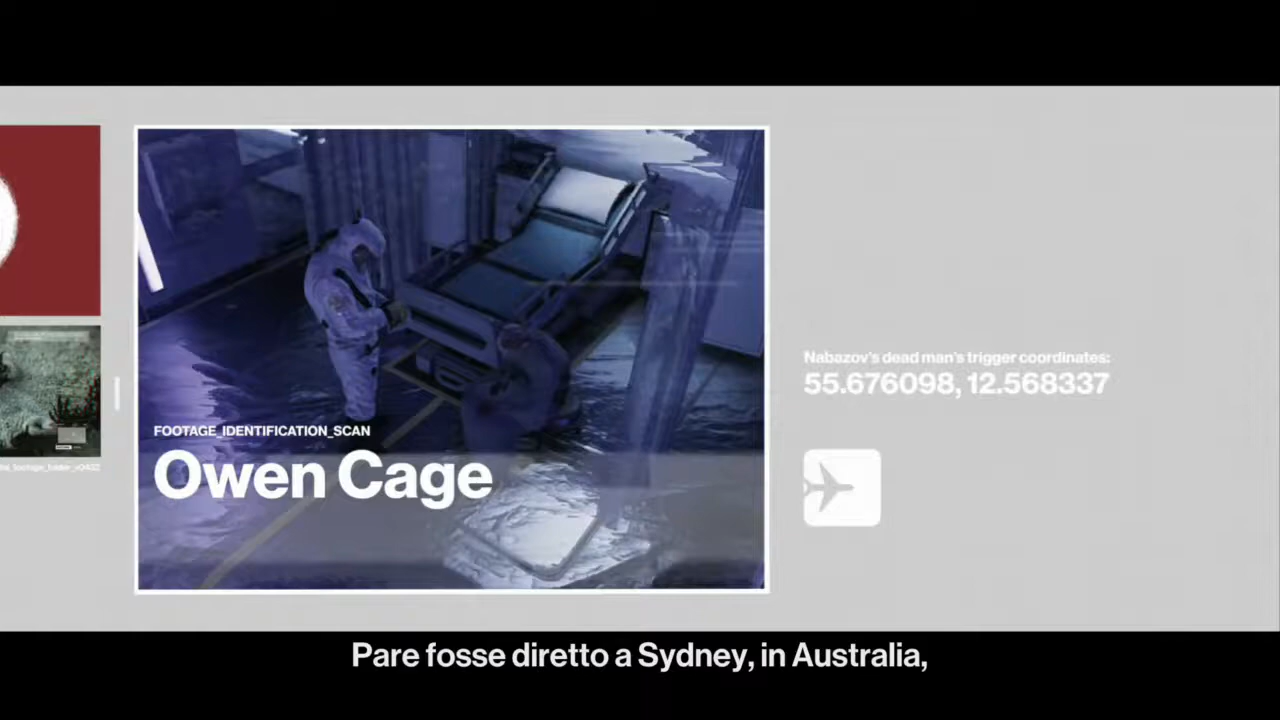 FOOTAGE_IDENTIFICATION_SCAN
Owen Cage
Nabazov's dead man's trigger coordinates:
55.676098, 12.568337
Pare fosse diretto a Sydney, in Australia,